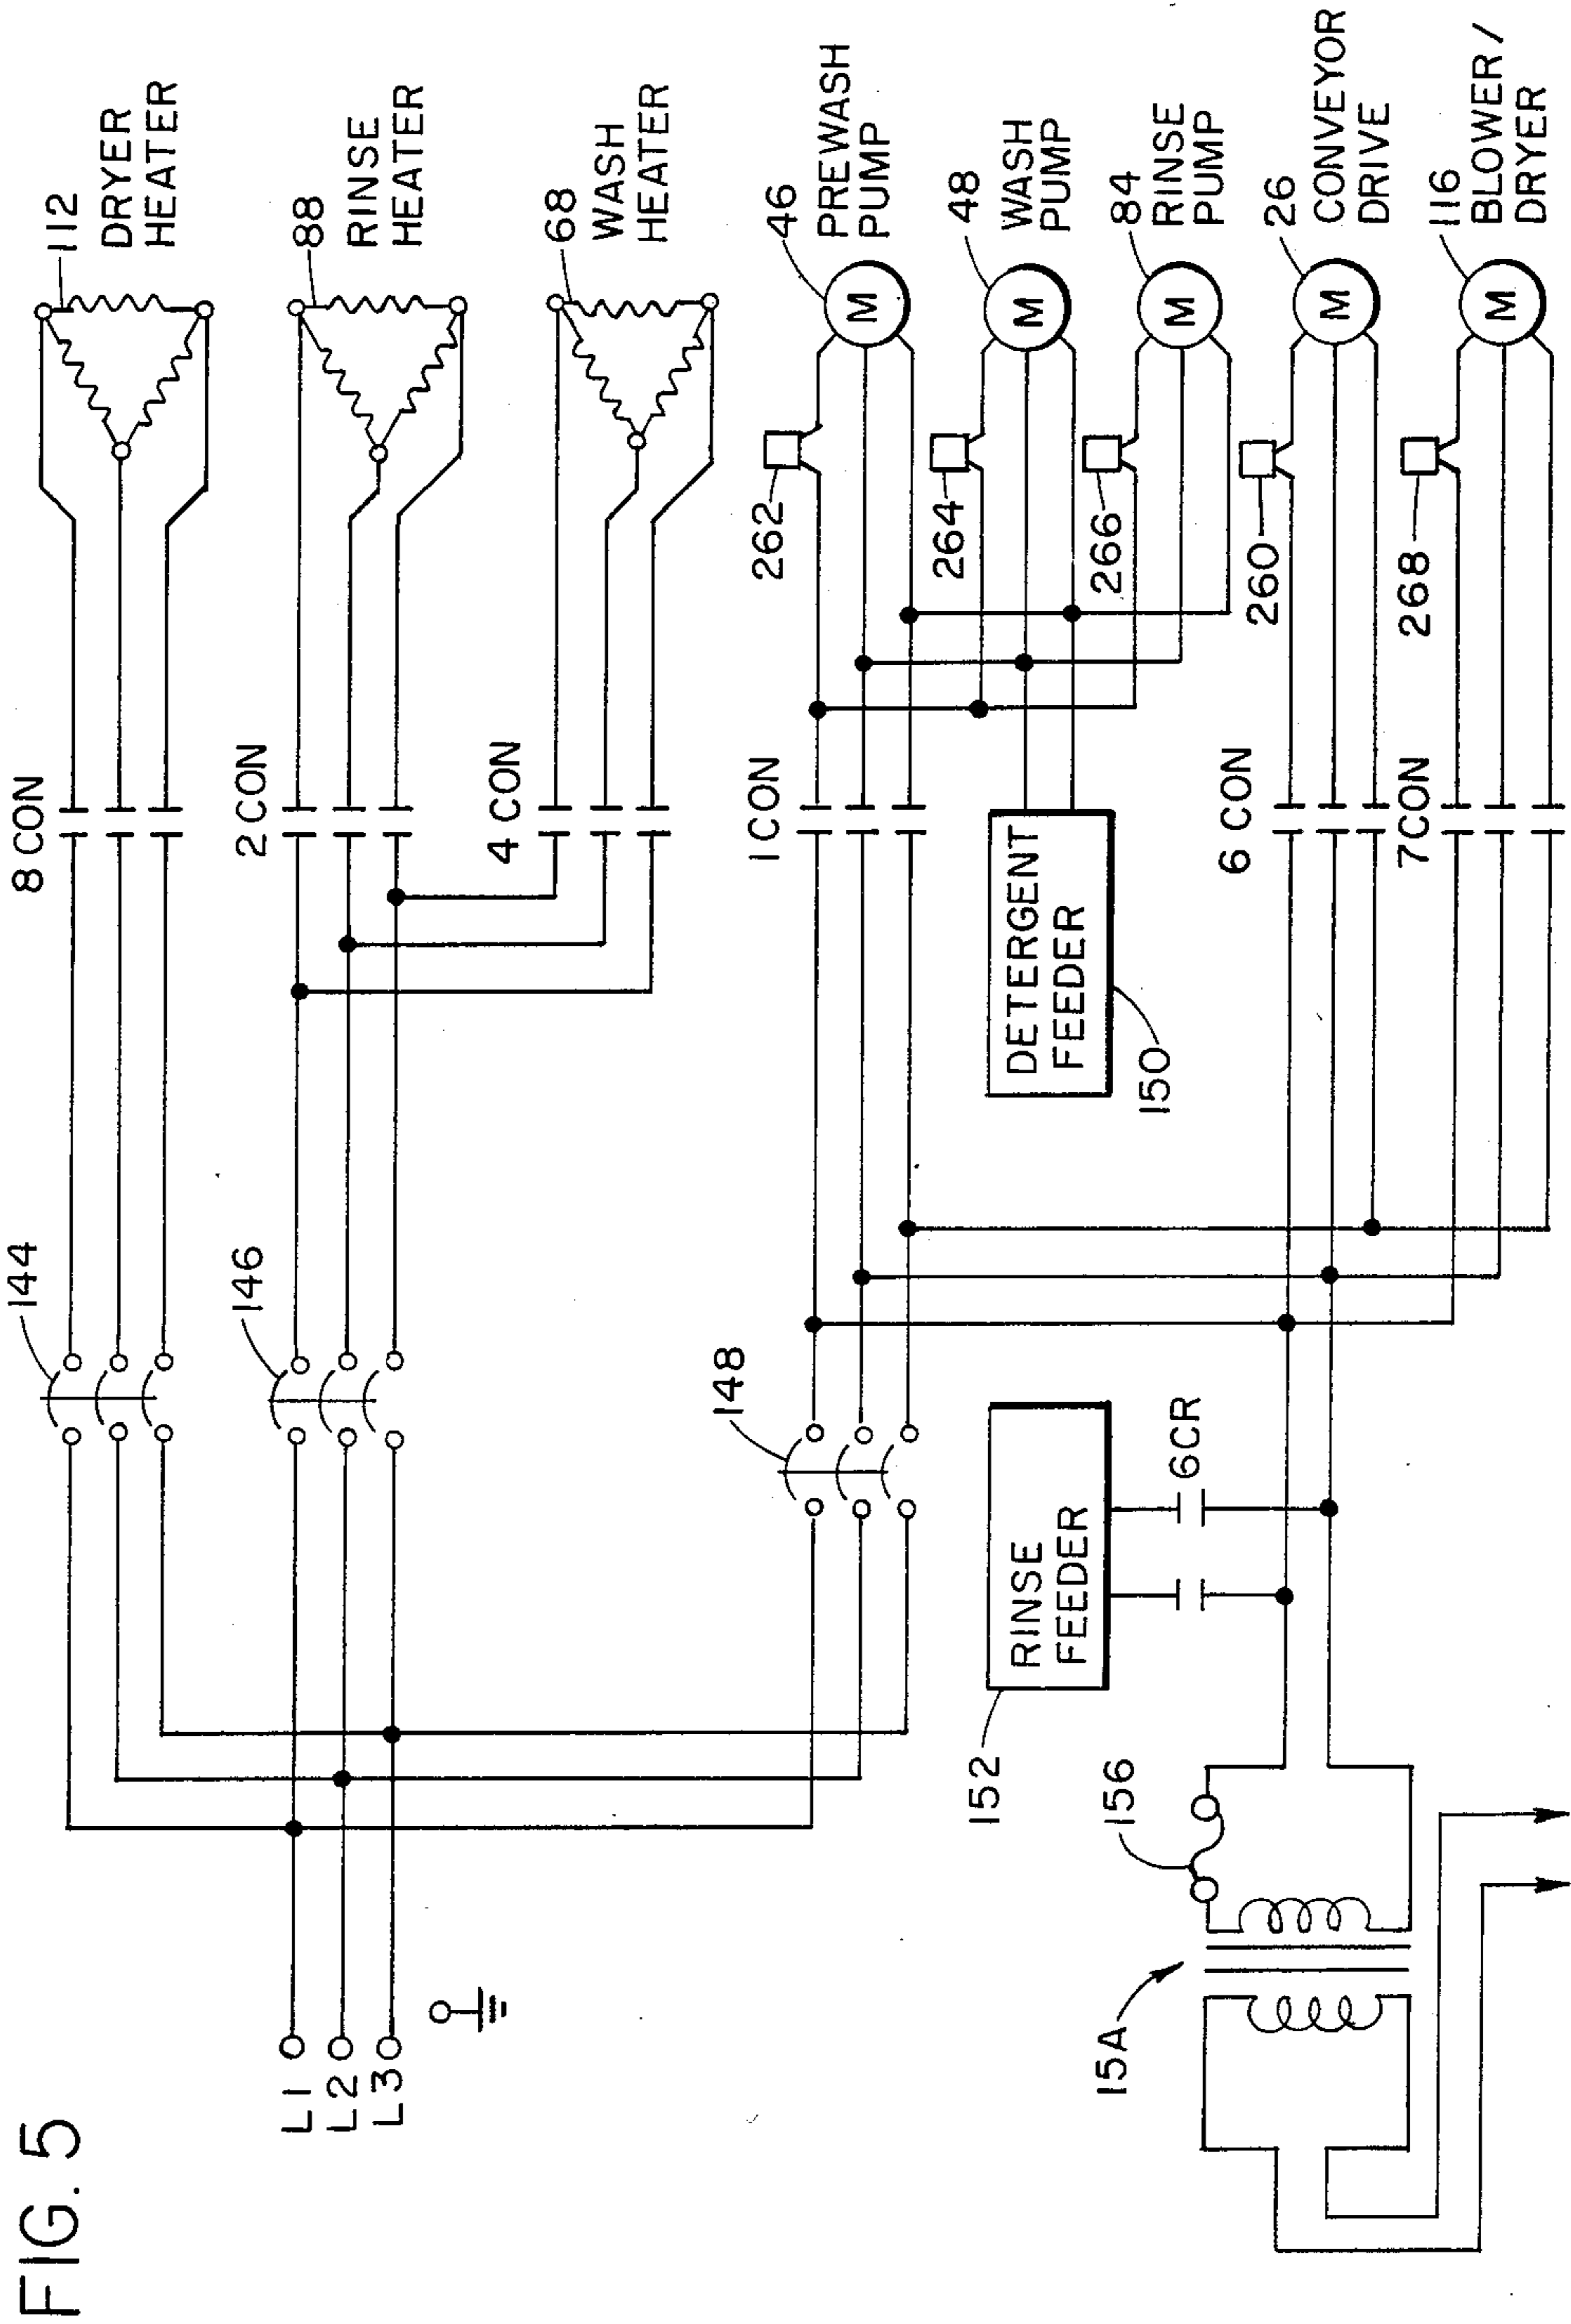 FIG. 5
L1
L2
L3
144
146
148
8 CON
2 CON
4 CON
1 CON
6 CON
7 CON
112
DRYER
HEATER
88
RINSE
HEATER
68
WASH
HEATER
46
PREWASH
PUMP
48
WASH
PUMP
84
RINSE
PUMP
26
CONVEYOR
DRIVE
116
BLOWER/
DRYER
M
M
M
M
M
262
264
266
260
268
DETERGENT
FEEDER
150
RINSE
FEEDER
152
6CR
156
15A